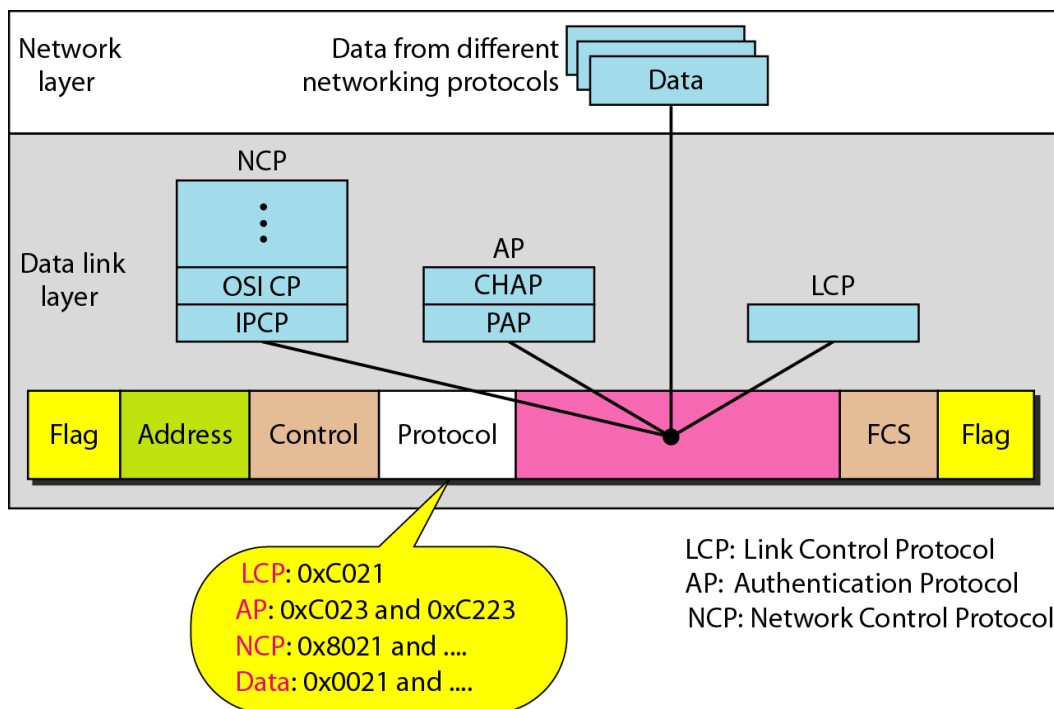 Network
layer
Data from different
networking protocols
Data
NCP
Data link
layer
OSI CP
IPCP
AP
CHAP
PAP
LCP
Flag
Address
Control
Protocol
FCS
Flag
LCP: 0xC021
AP: 0xC023 and 0xC223
NCP: 0x8021 and ....
Data: 0x0021 and ....
LCP: Link Control Protocol
AP: Authentication Protocol
NCP: Network Control Protocol